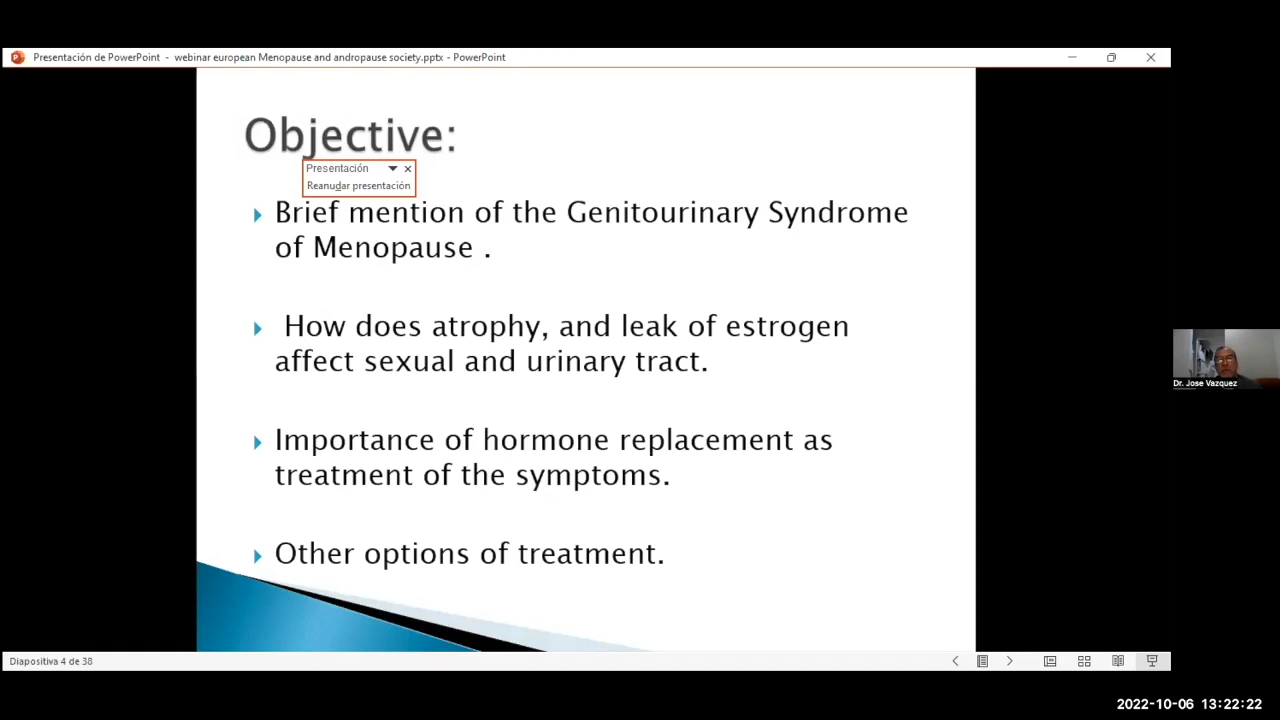 Presentación de PowerPoint - webinar european Menopause and andropause society.pptx - PowerPoint
Objective:
Presentación
Reanudar presentación
Brief mention of the Genitourinary Syndrome
of Menopause .
How does atrophy, and leak of estrogen
affect sexual and urinary tract.
Importance of hormone replacement as
treatment of the symptoms.
Other options of treatment.
Dr. Jose Vazquez
Diapositiva 4 de 38
2022-10-06 13:22:22